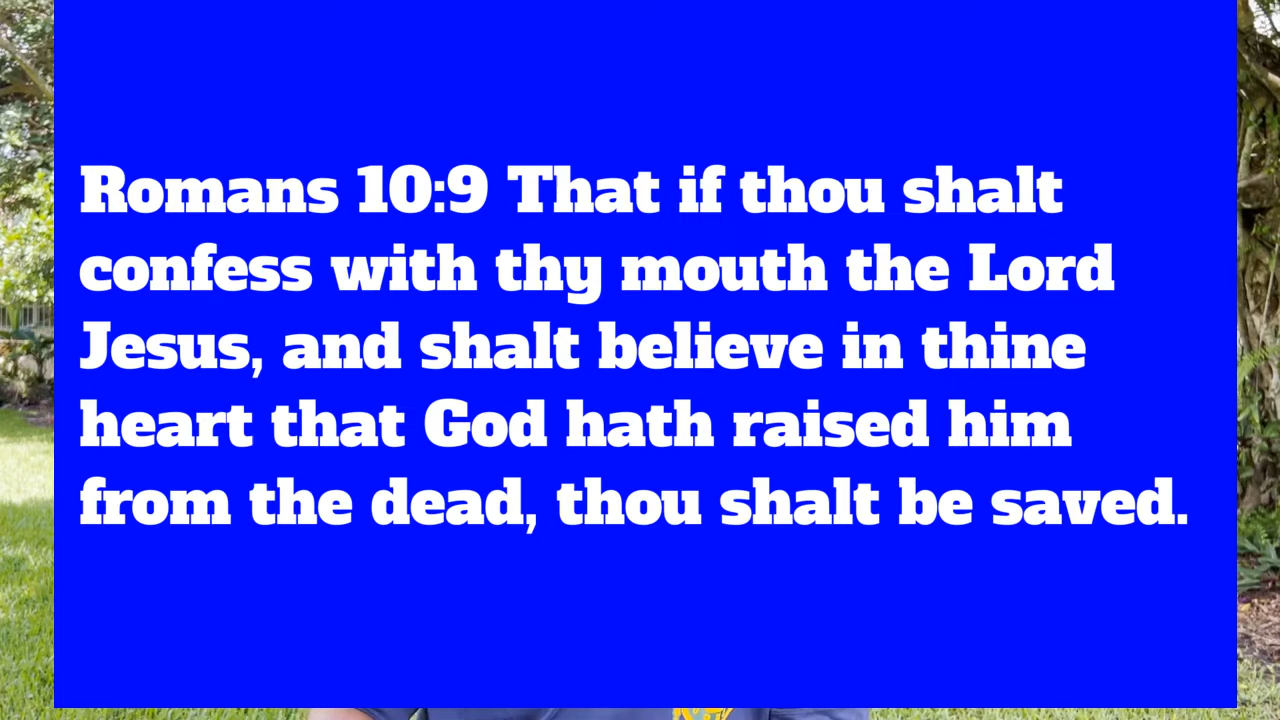 Romans 10:9 That if thou shalt
confess with thy mouth the Lord
Jesus, and shalt believe in thine
heart that God hath raised him
from the dead, thou shalt be saved.